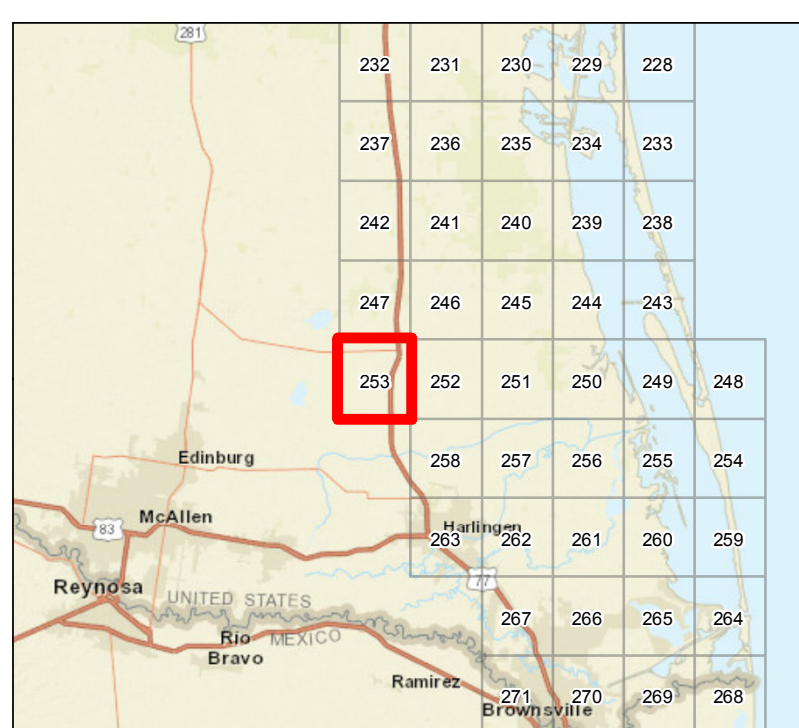 281
232 231 230 229 228
237 236 235 234 233
242 241 240 239 238
247 246 245 244 243
253 252 251 250 249 248
Edinburg 258 257 256 255 254
McAllen
83
Harlingen
263 262 261 260 259
77
Reynosa
UNITED STATES
267 266 265 264
Rio
Bravo
MEXICO
Ramirez
271 270 269 268
Brownsville